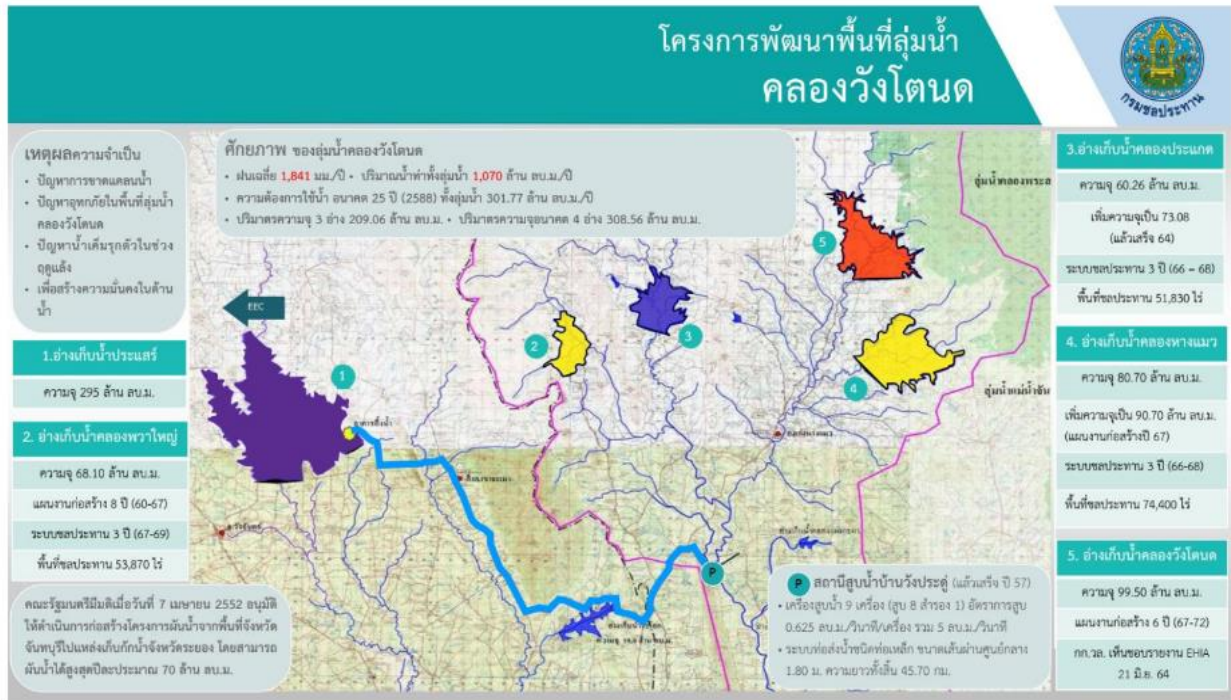 โครงการพัฒนาพื้นที่ลุ่มน้ำ
คลองวังโตนด
กรมชลประทาน
เหตุผลความจำเป็น
• ปัญหาการขาดแคลนน้ำ
• ปัญหาอุทกภัยในพื้นที่ลุ่มน้ำ
คลองวังโตนด
• ปัญหาน้ำเค็มรุกตัวในช่วง
ฤดูแล้ง
• เพื่อสร้างความมั่นคงในด้าน
น้ำ
ศักยภาพ ของลุ่มน้ำคลองวังโตนด
• ฝนเฉลี่ย 1,841 มม./ปี • ปริมาณน้ำท่าทั้งลุ่มน้ำ 1,070 ล้าน ลบ.ม./ปี
• ความต้องการใช้น้ำ อนาคต 25 ปี (2588) ทั้งลุ่มน้ำ 301.77 ล้าน ลบ.ม./ปี
• ปริมาตรความจุ 3 อ่าง 209.06 ล้าน ลบ.ม. • ปริมาตรความจุอนาคต 4 อ่าง 308.56 ล้าน ลบ.ม.
EEC
1
2
3
4
5
P
ลุ่มน้ำคลองพระส
ลุ่มน้ำแม่น้ำจัน
1.อ่างเก็บน้ำประแสร์
ความจุ 295 ล้าน ลบ.ม.
2. อ่างเก็บน้ำคลองพวาใหญ่
ความจุ 68.10 ล้าน ลบ.ม.
แผนงานก่อสร้าง 8 ปี (60-67)
ระบบชลประทาน 3 ปี (67-69)
พื้นที่ชลประทาน 53,870 ไร่
คณะรัฐมนตรีมีมติเมื่อวันที่ 7 เมษายน 2552 อนุมัติ
ให้ดำเนินการก่อสร้างโครงการผันน้ำจากพื้นที่จังหวัด
จันทบุรีไปแหล่งเก็บกักน้ำจังหวัดระยอง โดยสามารถ
ผันน้ำได้สูงสุดปีละประมาณ 70 ล้าน ลบ.ม.
P สถานีสูบน้ำบ้านวังประดู่ (แล้วเสร็จ ปี 57)
• เครื่องสูบน้ำ 9 เครื่อง (สูบ 8 สำรอง 1) อัตราการสูบ
0.625 ลบ.ม./วินาที/เครื่อง รวม 5 ลบ.ม./วินาที
• ระบบท่อส่งน้ำชนิดท่อเหล็ก ขนาดเส้นผ่านศูนย์กลาง
1.80 ม. ความยาวทั้งสิ้น 45.70 กม.
3.อ่างเก็บน้ำคลองประแกด
ความจุ 60.26 ล้าน ลบ.ม.
เพิ่มความจุเป็น 73.08
(แล้วเสร็จ 64)
ระบบชลประทาน 3 ปี (66 – 68)
พื้นที่ชลประทาน 51,830 ไร่
4. อ่างเก็บน้ำคลองหางแมว
ความจุ 80.70 ล้าน ลบ.ม.
เพิ่มความจุเป็น 90.70 ล้าน ลบ.ม.
(แผนงานก่อสร้างปี 67)
ระบบชลประทาน 3 ปี (66-68)
พื้นที่ชลประทาน 74,400 ไร่
5. อ่างเก็บน้ำคลองวังโตนด
ความจุ 99.50 ล้าน ลบ.ม.
แผนงานก่อสร้าง 6 ปี (67-72)
กก.วล. เห็นชอบรายงาน EHIA
21 มิ.ย. 64